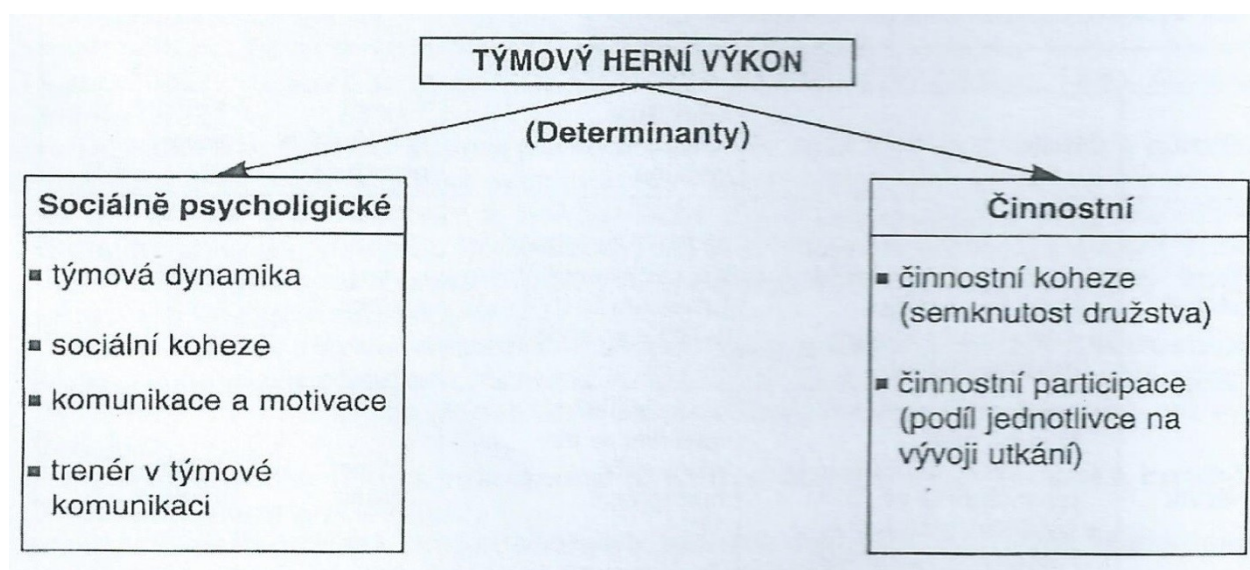 TÝMOVÝ HERNI VÝKON
(Determinanty)
Sociálně psycholigické
▪ týmová dynamika
▪ sociální koheze
▪ komunikace a motivace
▪ trenér v týmové
komunikaci
Činnostní
▪ činnostní koheze
(semknutost družstva)
▪ činnostní participace
(podíl jednotlivce na
vývoji utkání)